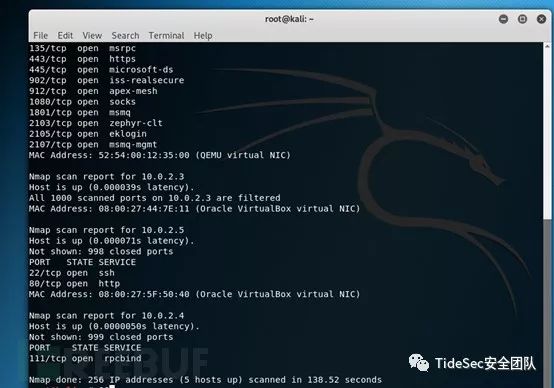 root@kali: ~
File Edit View Search Terminal Help
135/tcp open msrpc
443/tcp open https
445/tcp open microsoft-ds
902/tcp open iss-realsecure
912/tcp open apex-mesh
1080/tcp open socks
1801/tcp open msmq
2103/tcp open zephyr-clt
2105/tcp open eklogin
2107/tcp open msmq-mgmt
MAC Address: 52:54:00:12:35:00 (QEMU virtual NIC)
Nmap scan report for 10.0.2.3
Host is up (0.000039s latency).
All 1000 scanned ports on 10.0.2.3 are filtered
MAC Address: 08:00:27:44:7E:11 (Oracle VirtualBox virtual NIC)
Nmap scan report for 10.0.2.5
Host is up (0.000071s latency).
Not shown: 998 closed ports
PORT STATE SERVICE
22/tcp open ssh
80/tcp open http
MAC Address: 08:00:27:5F:50:40 (Oracle VirtualBox virtual NIC)
Nmap scan report for 10.0.2.4
Host is up (0.0000050s latency).
Not shown: 999 closed ports
PORT STATE SERVICE
111/tcp open rpcbind
Nmap done: 256 IP addresses (5 hosts up) scanned in 138.52 seconds
TideSec安全团队